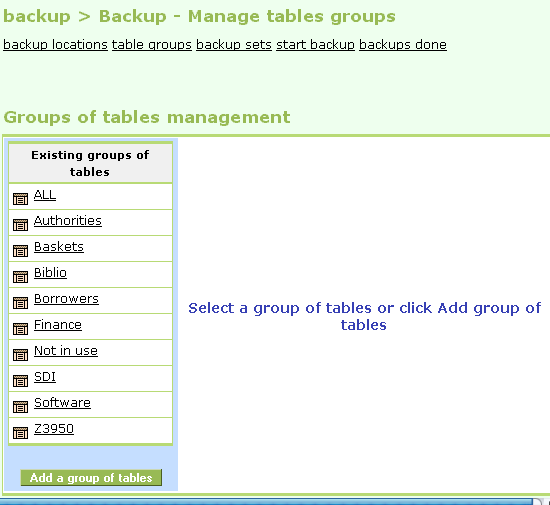 backup > Backup - Manage tables groups
backup locations table groups backup sets start backup backups done
Groups of tables management
Existing groups of
tables
ALL
Authorities
Baskets
Biblio
Borrowers
Finance
Not in use
SDI
Software
Z3950
Select a group of tables or click Add group of
tables
Add a group of tables